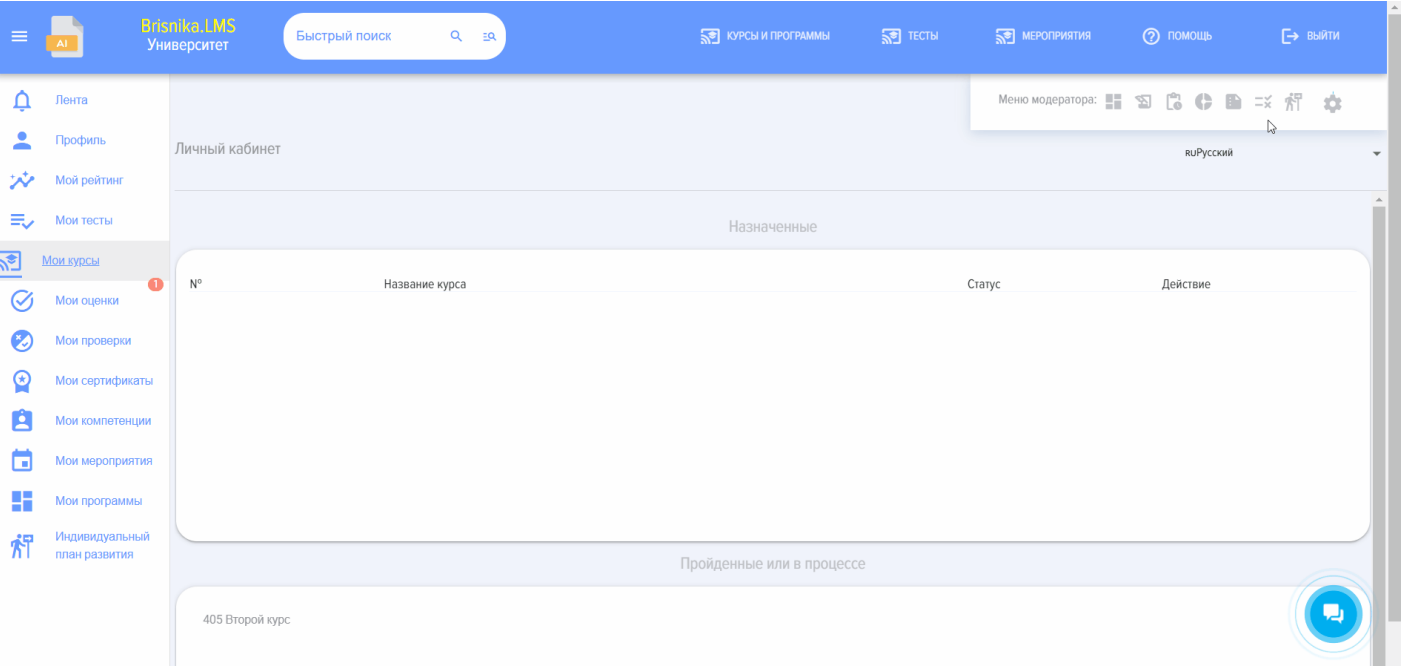 AI
Brisnika.LMS
Университет
Быстрый поиск
КУРСЫ И ПРОГРАММЫ
ТЕСТЫ
МЕРОПРИЯТИЯ
ПОМОЩЬ
ВЫЙТИ
Меню модератора:
Лента
Профиль
Мой рейтинг
Мои тесты
Мои курсы
1
Мои оценки
Мои проверки
Мои сертификаты
Мои компетенции
Мои мероприятия
Мои программы
Индивидуальный
план развития
Личный кабинет
RUРусский
Назначенные
Nº Название курса Статус Действие
Пройденные или в процессе
405 Второй курс